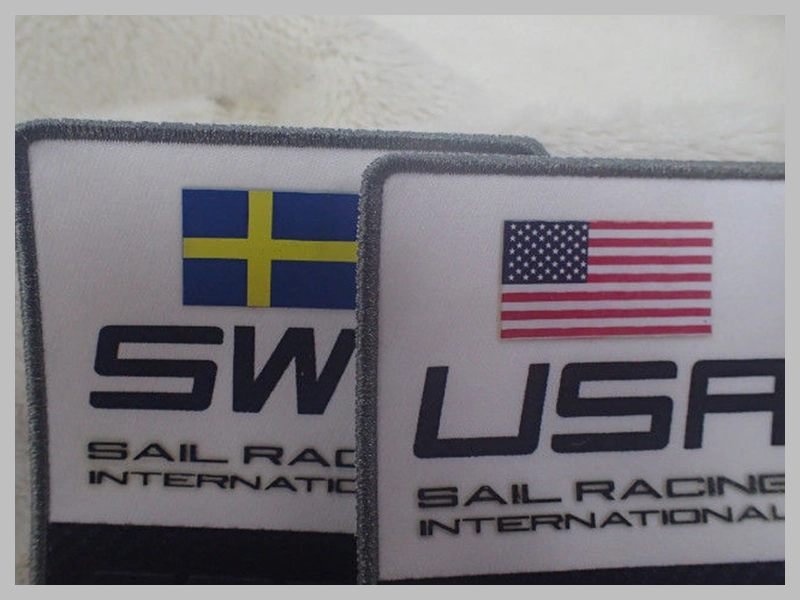 SW
SAIL RAC
INTERNATIO
USA
SAIL RACING
INTERNATIONAL